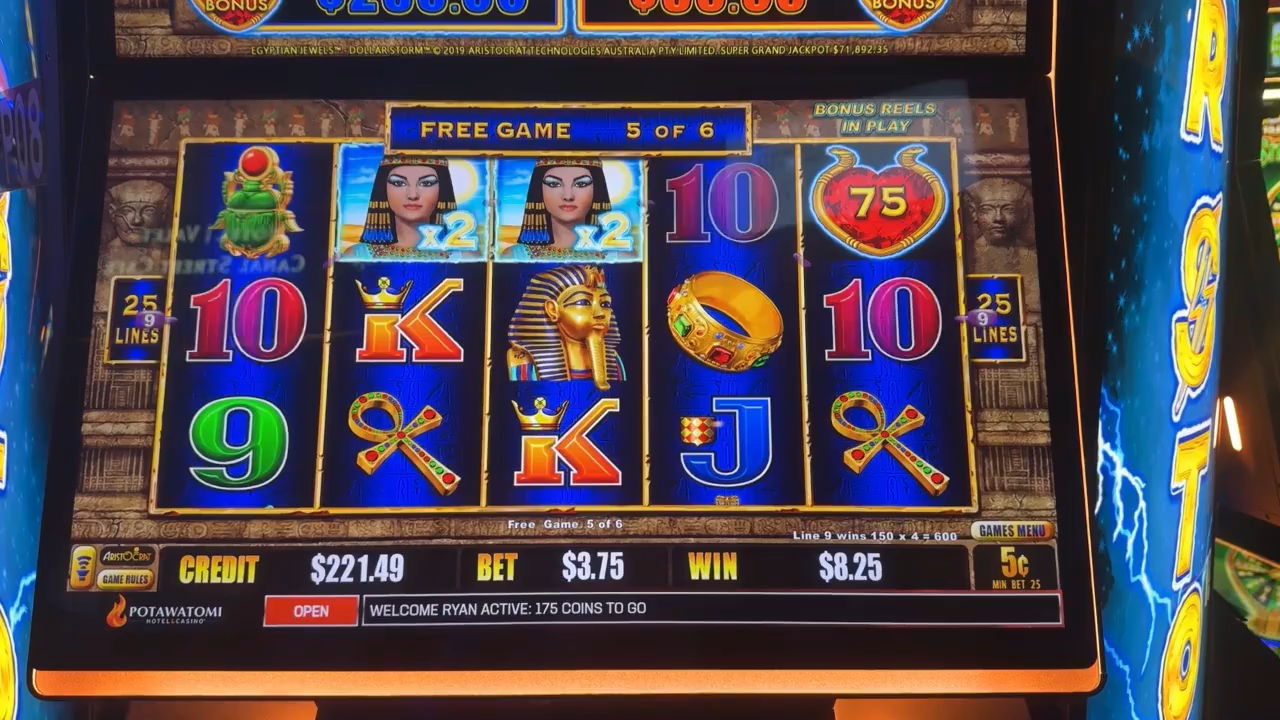 BONUS
BONUS
EGYPTIAN JEWELS™ DOLLAR STORM™ © 2019 ARISTOCRAT TECHNOLOGIES AUSTRALIA PTY LIMITED. SUPER GRAND JACKPOT $71,892.35
FREE GAME 5 OF 6
BONUS REELS
IN PLAY
x2
x2
10
75
25
9
LINES
10
K
10
25
9
LINES
9
K
J
Free Game 5 of 6
Line 9 wins 150 x 4 = 600
GAMES MENU
ARISTOCRAT
GAME RULES
CREDIT $221.49
BET $3.75
WIN $8.25
5¢
MIN BET 25
POTAWATOMI
HOTEL & CASINO
OPEN
WELCOME RYAN ACTIVE: 175 COINS TO GO
R
S
T
O